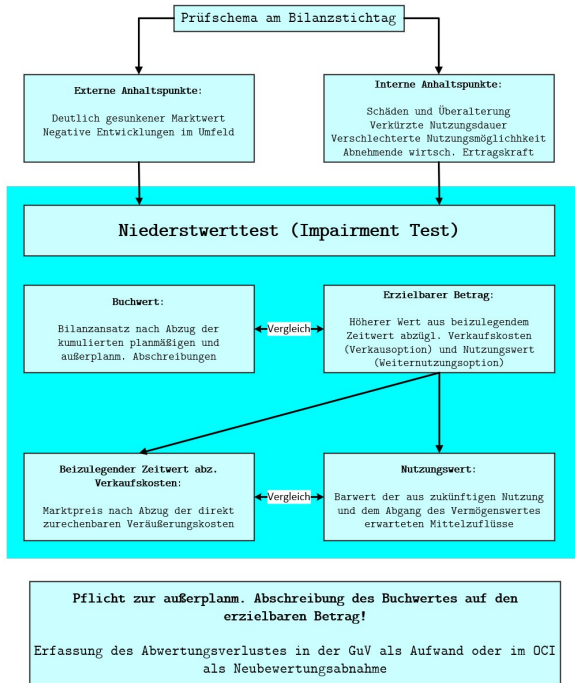 Prüfschema am Bilanzstichtag
Externe Anhaltspunkte:
Deutlich gesunkener Marktwert
Negative Entwicklungen im Umfeld
Interne Anhaltspunkte:
Schäden und Überalterung
Verkürzte Nutzungsdauer
Verschlechterte Nutzungsmöglichhkeit
Abnehmende wirtsch. Ertragskraft
Niederstwerttest (Impairment Test)
Buchwert:
Bilanzansatz nach Abzug der
kumulierten planmäßigen und
außerplanm. Abschreibungen
Vergleich
Erzielbarer Betrag:
Höherer Wert aus beizulegendem
Zeitwert abzügl. Verkaufskosten
(Verkausoption) und Nutzungswert
(Weiternutzungsoption)
Beizulegender Zeitwert abz.
Verkaufskosten:
Marktpreis nach Abzug der direkt
zurechenbaren Veräußerungskosten
Vergleich
Nutzungswert:
Barwert der aus zukünftigen Nutzung
und dem Abgang des Vermögenswertes
erwarteten Mittelzuflüsse
Pflicht zur außerplanm. Abschreibung des Buchwertes auf den
erzielbaren Betrag!
Erfassung des Abwertungsverlustes in der GuV als Aufwand oder im OCI
als Neubewertungsabnahme